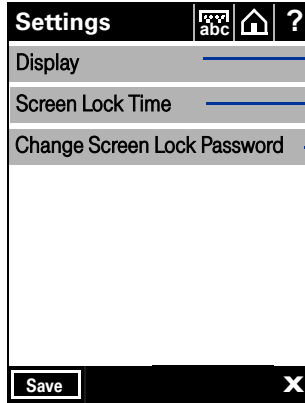 Settings abc ?
Display
Screen Lock Time
Change Screen Lock Password
Save X